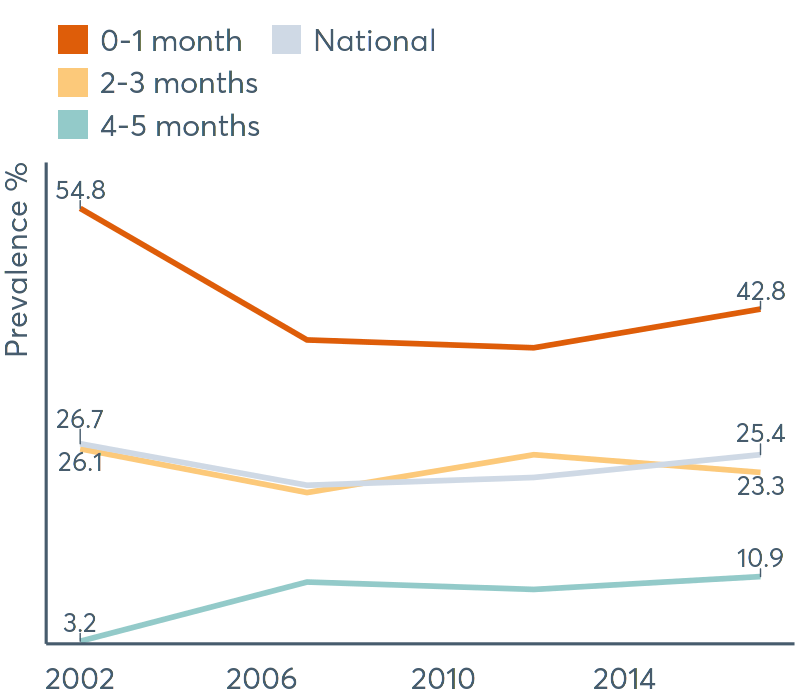 0-1 month National
2-3 months
4-5 months
Prevalence %
54.8
42.8
26.7
25.4
26.1
23.3
10.9
3.2
2002 2006 2010 2014